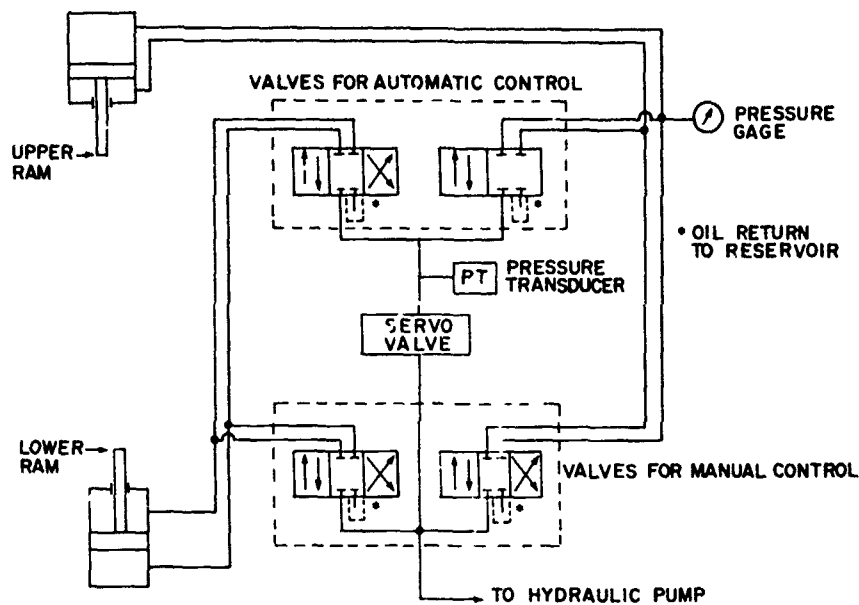 VALVES FOR AUTOMATIC CONTROL
PRESSURE
GAGE
UPPER
RAM
*
*
* OIL RETURN
TO RESERVOIR
PT
PRESSURE
TRANSDUCER
SERVO
VALVE
LOWER
RAM
VALVES FOR MANUAL CONTROL
*
*
TO HYDRAULIC PUMP